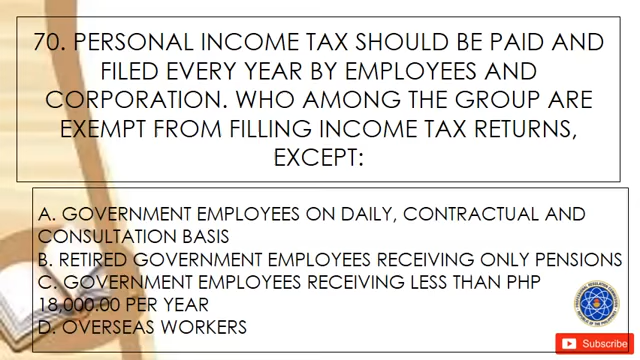 70. PERSONAL INCOME TAX SHOULD BE PAID AND
FILED EVERY YEAR BY EMPLOYEES AND
CORPORATION. WHO AMONG THE GROUP ARE
EXEMPT FROM FILLING INCOME TAX RETURNS,
EXCEPT:
A. GOVERNMENT EMPLOYEES ON DAILY, CONTRACTUAL AND
CONSULTATION BASIS
B. RETIRED GOVERNMENT EMPLOYEES RECEIVING ONLY PENSIONS
C. GOVERNMENT EMPLOYEES RECEIVING LESS THAN PHP
18,000.00 PER YEAR
D. OVERSEAS WORKERS
Subscribe